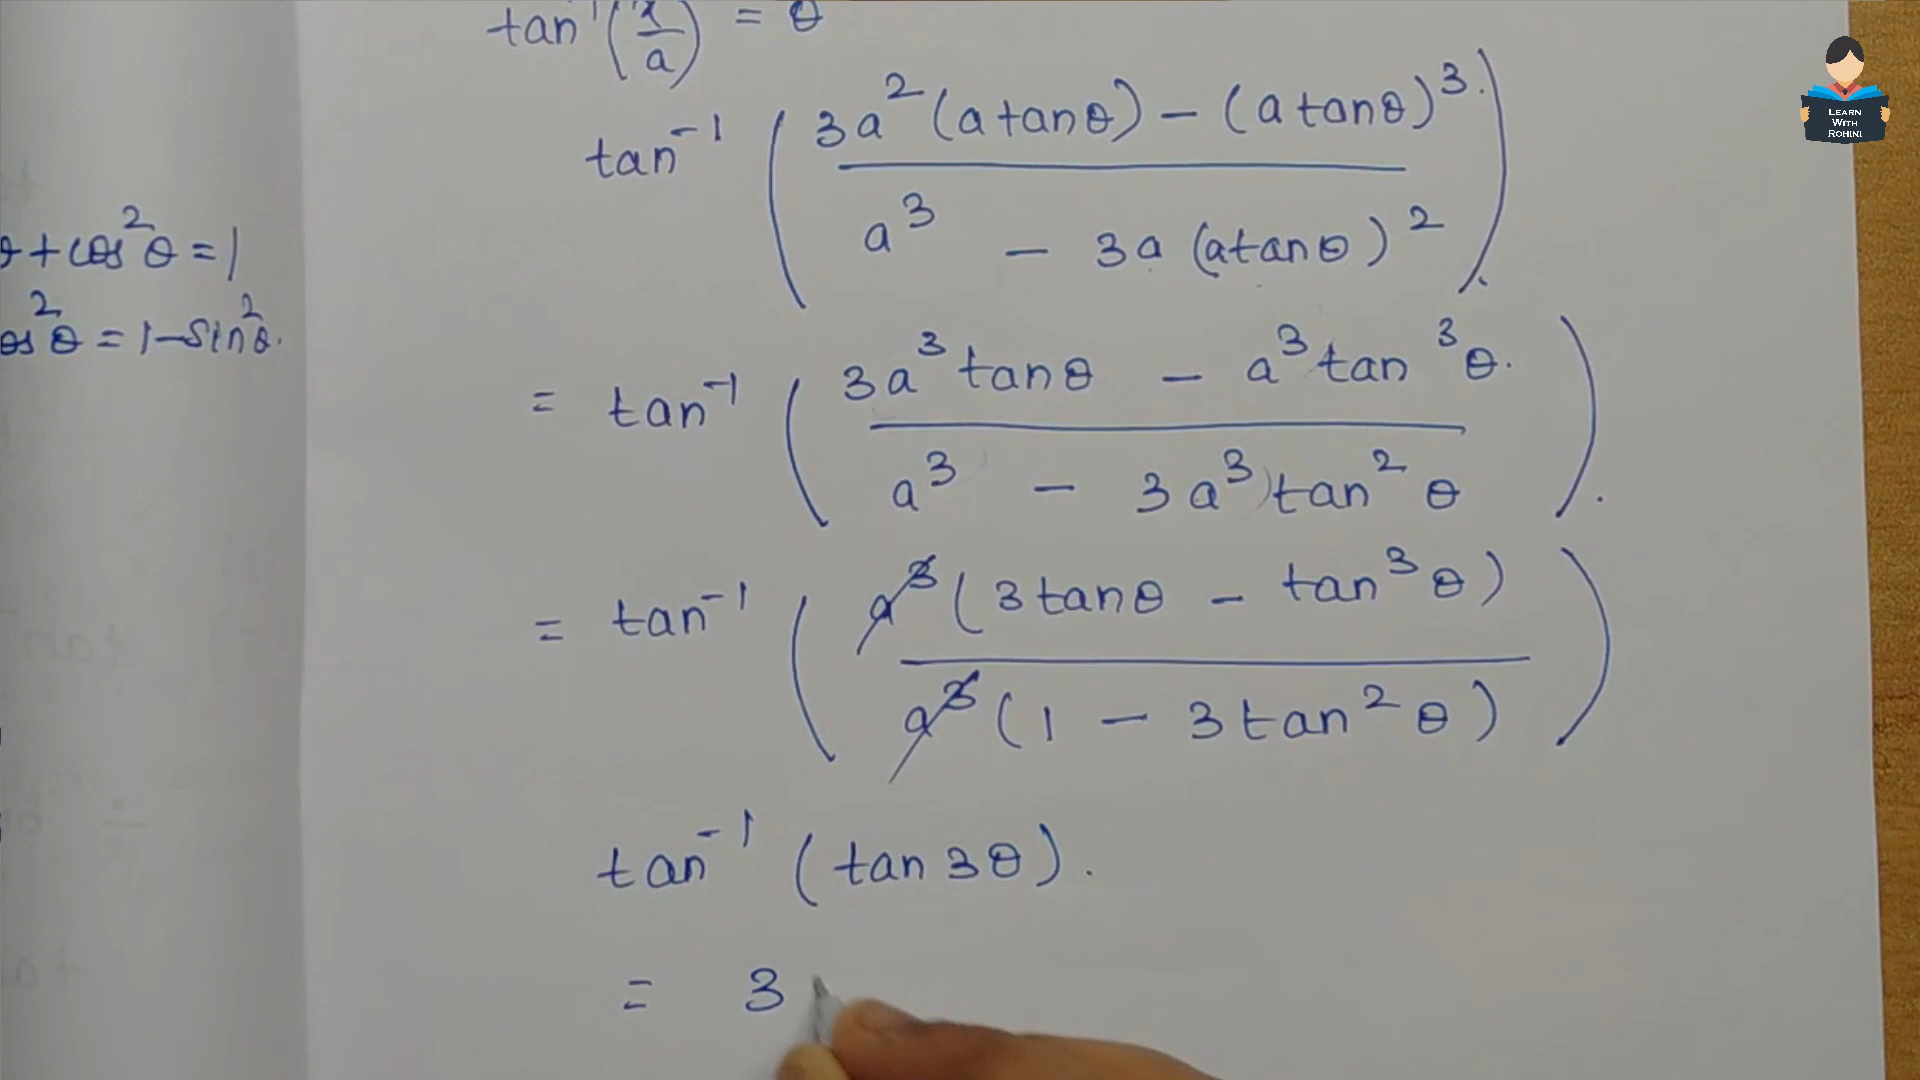 tan⁻¹(x/a) = θ
tan⁻¹ ( (3a²(a tanθ) – (a tanθ)³.) / (a³ – 3a (atanθ)²) ).
= tan⁻¹ ( (3a³ tanθ – a³ tan³θ.) / (a³ – 3a³ tan²θ) ).
= tan⁻¹ ( a³(3tanθ – tan³θ) / a³(1 – 3tan²θ) )
tan⁻¹ (tan 3θ).
= 3
θ + cos²θ = 1
os²θ = 1 – Sin²θ.
LEARN
WITH
ROHINI